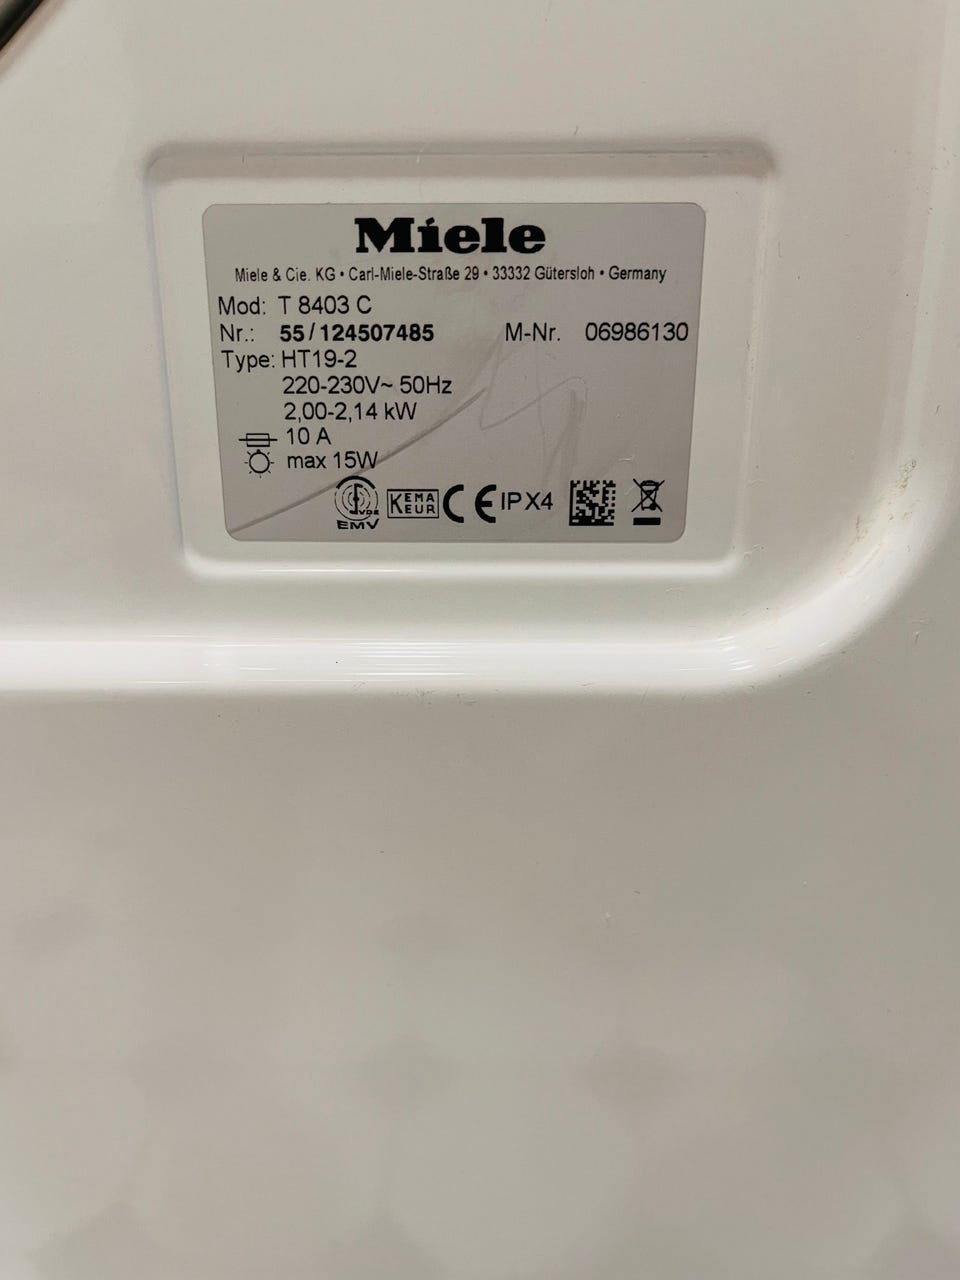 Miele
Miele & Cie. KG • Carl-Miele-Straße 29 • 33332 Gütersloh • Germany
Mod: T 8403 C
Nr.: 55/124507485 M-Nr. 06986130
Type: HT19-2
220-230V~ 50Hz
2,00-2,14 kW
10 A
max 15W
VDE
EMV
KEMA
KEUR
CE IPX4